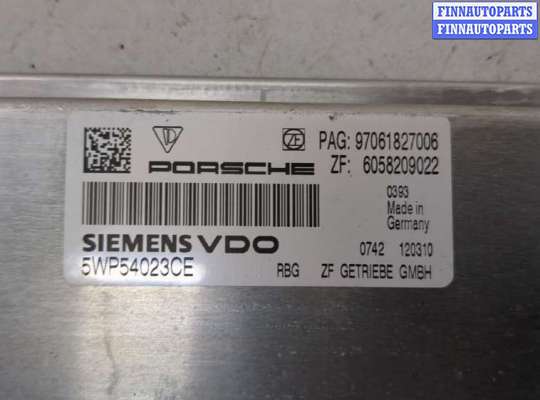 FINNAUTOPARTS
FINNAUTOPARTS
PAG: 97061827006
PORSCHE ZF: 6058209022
0393
Made in
Germany
SIEMENS VDO 0742 120310
5WP54023CE RBG ZF GETRIEBE GMBH